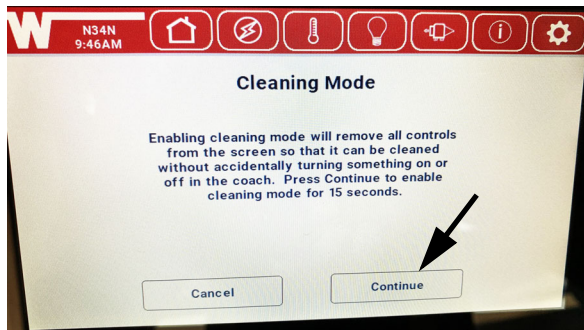 W
N34N
9:46AM
i
Cleaning Mode
Enabling cleaning mode will remove all controls
from the screen so that it can be cleaned
without accidentally turning something on or
off in the coach. Press Continue to enable
cleaning mode for 15 seconds.
Cancel
Continue